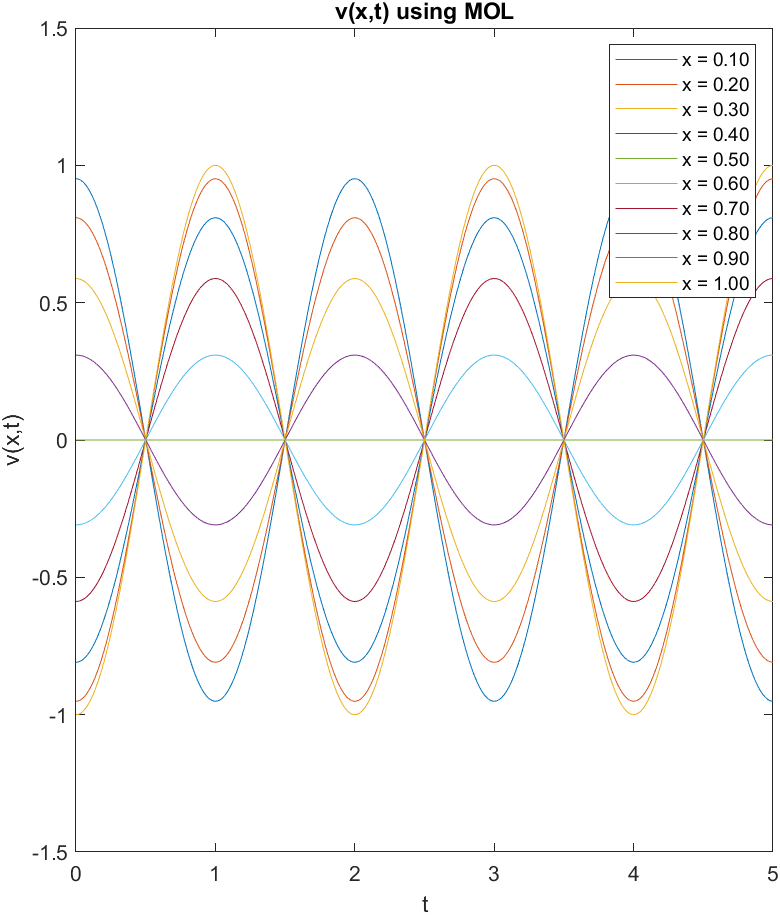 v(x,t) using MOL
1.5
1
0.5
0
-0.5
-1
-1.5
v(x,t)
x = 0.10
x = 0.20
x = 0.30
x = 0.40
x = 0.50
x = 0.60
x = 0.70
x = 0.80
x = 0.90
x = 1.00
0 1 2 3 4 5
t